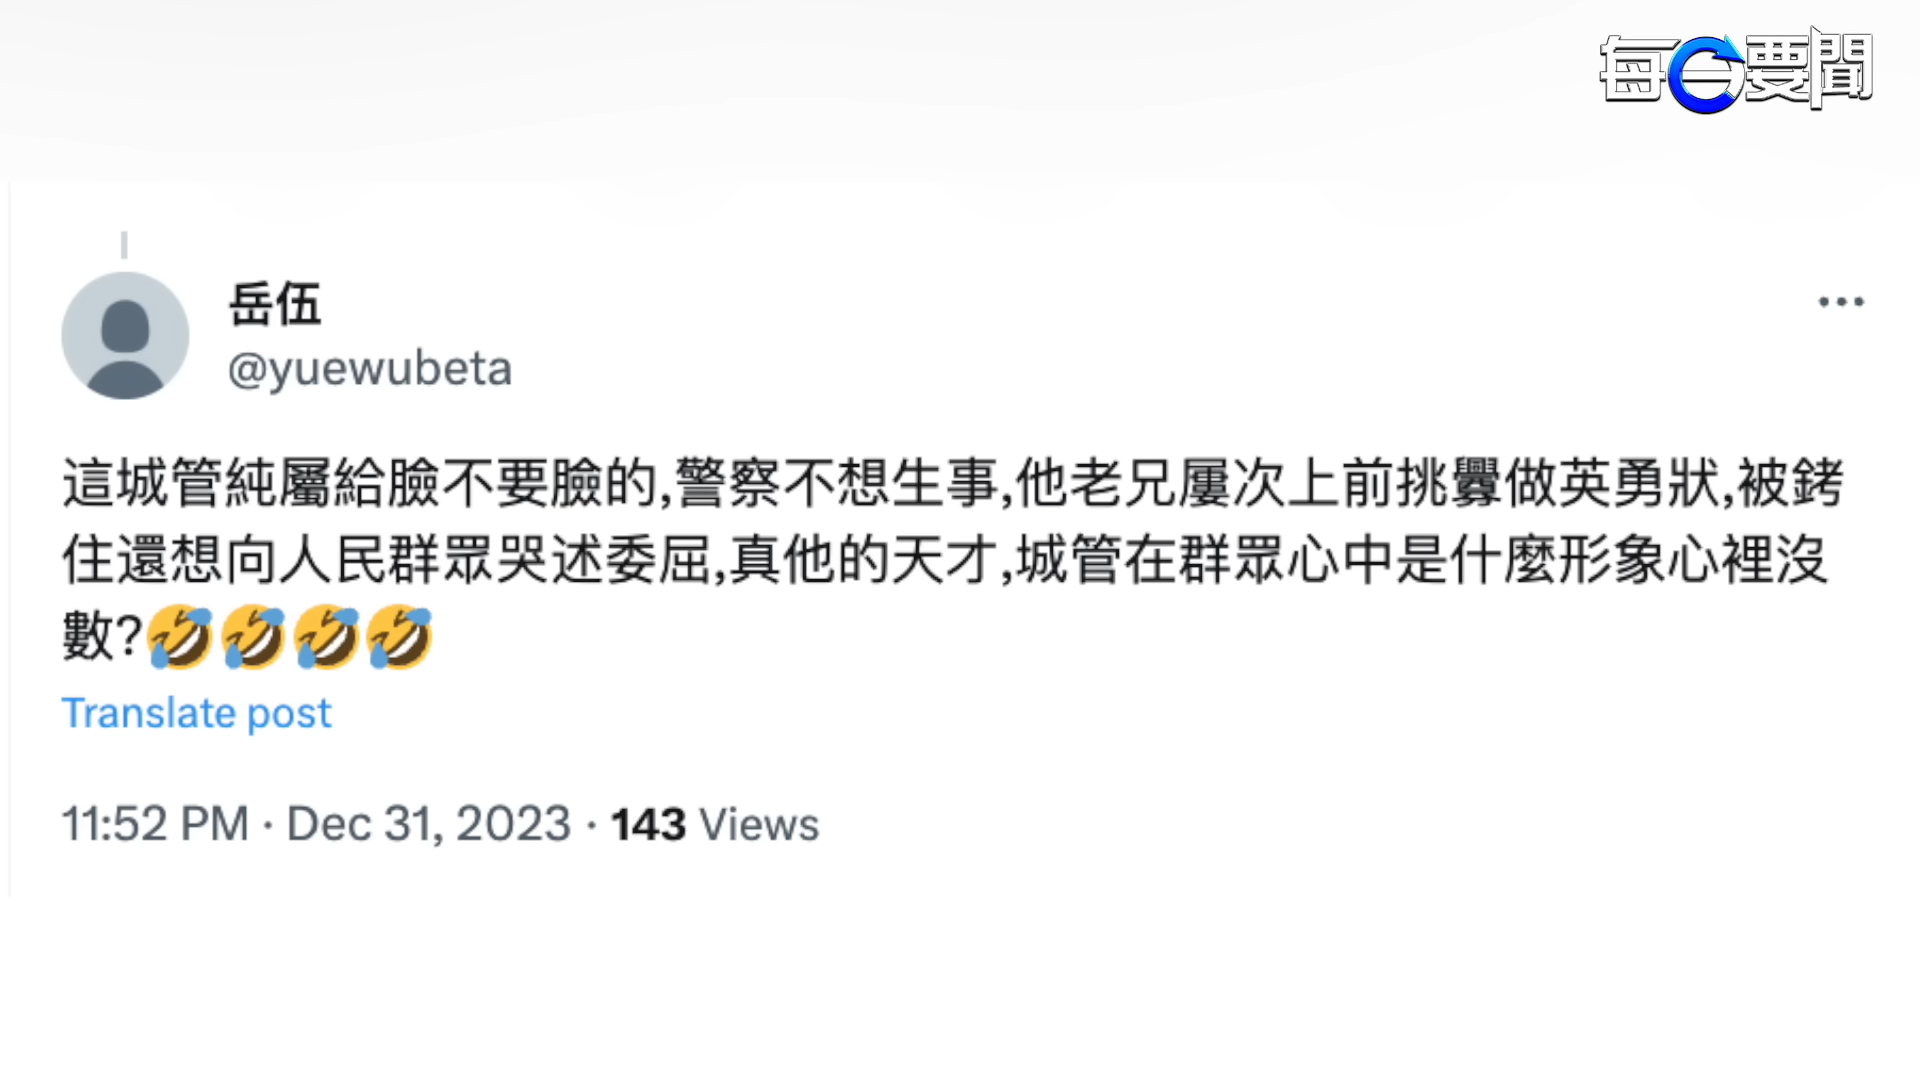 每日要聞
岳伍
@yuewubeta
這城管純屬給臉不要臉的,警察不想生事,他老兄屢次上前挑釁做英勇狀,被銬
住還想向人民群眾哭述委屈,真他的天才,城管在群眾心中是什麼形象心裡沒
數?🤣🤣🤣🤣
Translate post
11:52 PM · Dec 31, 2023 · 143 Views